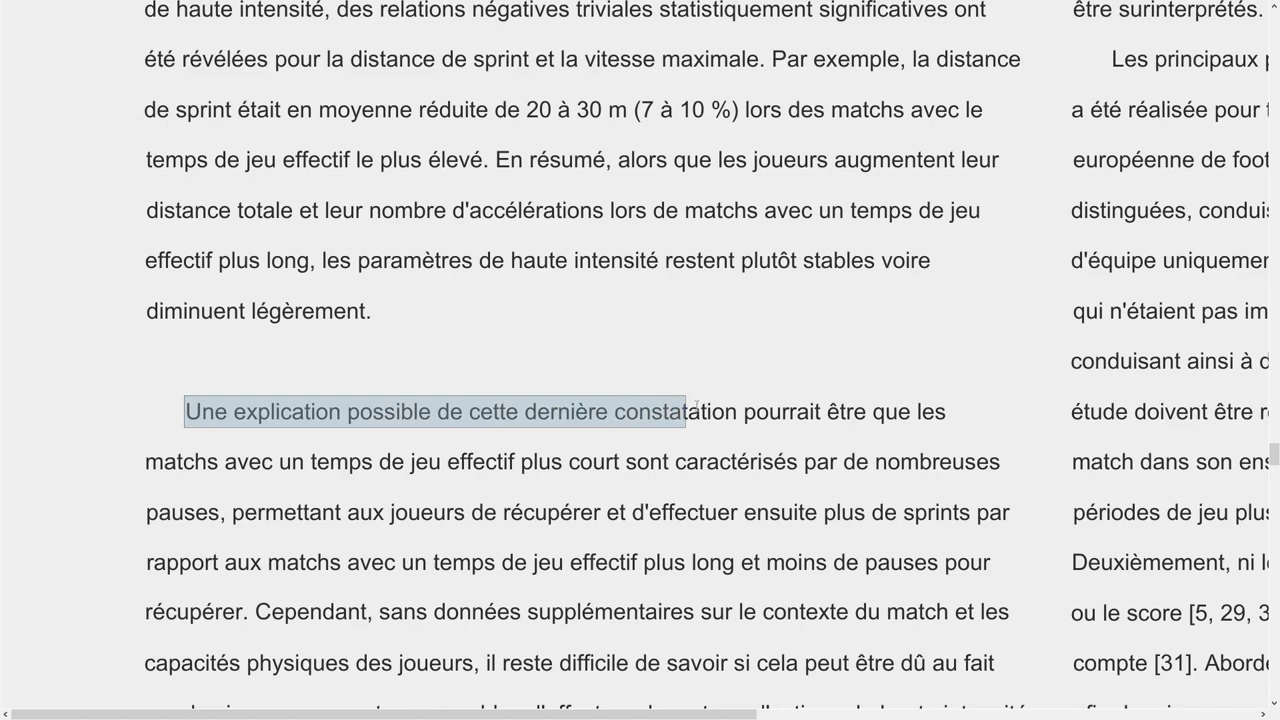 de haute intensité, des relations négatives triviales statistiquement significatives ont
été révélées pour la distance de sprint et la vitesse maximale. Par exemple, la distance
de sprint était en moyenne réduite de 20 à 30 m (7 à 10 %) lors des matchs avec le
temps de jeu effectif le plus élevé. En résumé, alors que les joueurs augmentent leur
distance totale et leur nombre d'accélérations lors de matchs avec un temps de jeu
effectif plus long, les paramètres de haute intensité restent plutôt stables voire
diminuent légèrement.
Une explication possible de cette dernière constatation pourrait être que les
matchs avec un temps de jeu effectif plus court sont caractérisés par de nombreuses
pauses, permettant aux joueurs de récupérer et d'effectuer ensuite plus de sprints par
rapport aux matchs avec un temps de jeu effectif plus long et moins de pauses pour
récupérer. Cependant, sans données supplémentaires sur le contexte du match et les
capacités physiques des joueurs, il reste difficile de savoir si cela peut être dû au fait
être surinterprétés.
Les principaux
a été réalisée pour
européenne de foot
distinguées, conduis
d'équipe uniquemen
qui n'étaient pas im
conduisant ainsi à d
étude doivent être r
match dans son ens
périodes de jeu plus
Deuxièmement, ni l
ou le score [5, 29, 3
compte [31]. Aborde